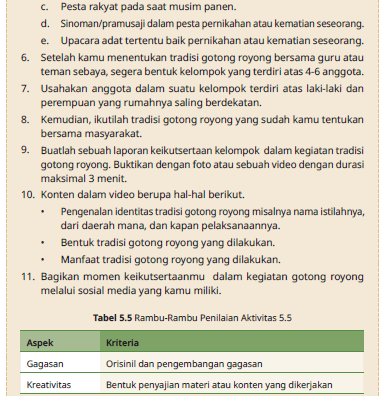 c. Pesta rakyat pada saat musim panen.
d. Sinoman/pramusaji dalam pesta pernikahan atau kematian seseorang.
e. Upacara adat tertentu baik pernikahan atau kematian seseorang.
6. Setelah kamu menentukan tradisi gotong royong bersama guru atau
teman sebaya, segera bentuk kelompok yang terdiri atas 4-6 anggota.
7. Usahakan anggota dalam suatu kelompok terdiri atas laki-laki dan
perempuan yang rumahnya saling berdekatan.
8. Kemudian, ikutilah tradisi gotong royong yang sudah kamu tentukan
bersama masyarakat.
9. Buatlah sebuah laporan keikutsertaan kelompok dalam kegiatan tradisi
gotong royong. Buktikan dengan foto atau sebuah video dengan durasi
maksimal 3 menit.
10. Konten dalam video berupa hal-hal berikut.
• Pengenalan identitas tradisi gotong royong misalnya nama istilahnya,
dari daerah mana, dan kapan pelaksanaannya.
• Bentuk tradisi gotong royong yang dilakukan.
• Manfaat tradisi gotong royong yang dilakukan.
11. Bagikan momen keikutsertaanmu dalam kegiatan gotong royong
melalui sosial media yang kamu miliki.
Tabel 5.5 Rambu-Rambu Penilaian Aktivitas 5.5
Aspek Kriteria
Gagasan Orisinil dan pengembangan gagasan
Kreativitas Bentuk penyajian materi atau konten yang dikerjakan